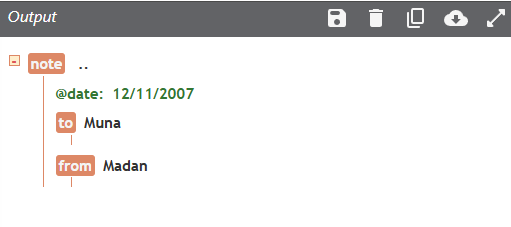 Output
- note ..
@date: 12/11/2007
to Muna
from Madan